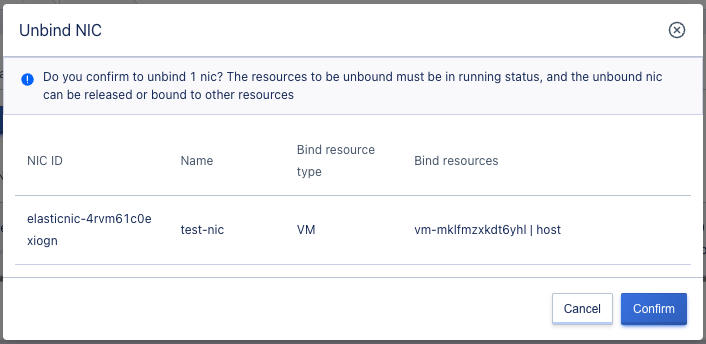 Unbind NIC
Do you confirm to unbind 1 nic? The resources to be unbound must be in running status, and the unbound nic
can be released or bound to other resources
NIC ID
Name
Bind resource
type
Bind resources
elasticnic-4rvm61c0e
xiogn
test-nic
VM
vm-mklfmzxkdt6yhl | host
Cancel
Confirm